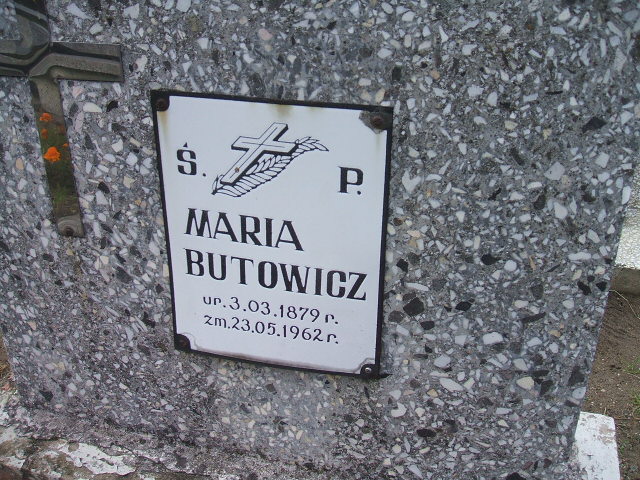 Ś. P.
MARIA
BUTOWICZ
ur. 3.03.1879 r.
zm. 23.05.1962 r.